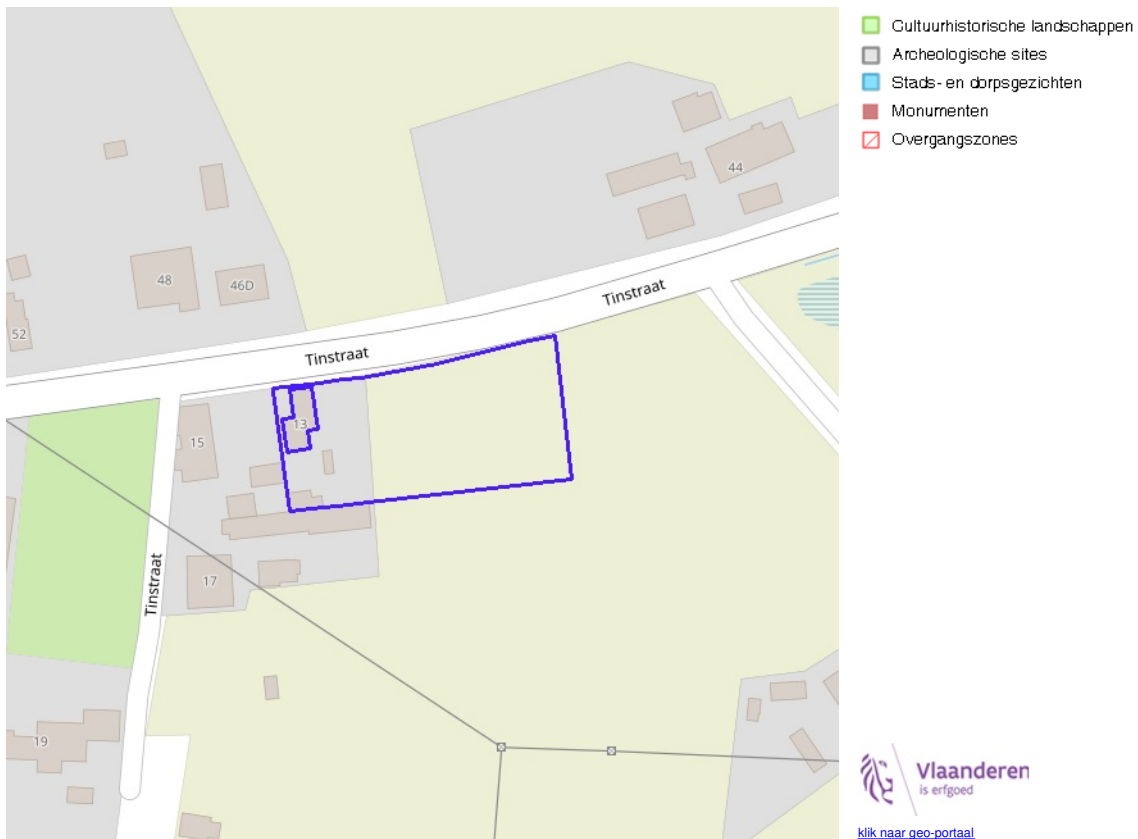 Cultuurhistorische landschappen
Archeologische sites
Stads- en dorpsgezichten
Monumenten
Overgangszones
44
48
46D
52
Tinstraat
Tinstraat
13
15
17
Tinstraat
19
Vlaanderen
is erfgoed
klik naar geo-portaal